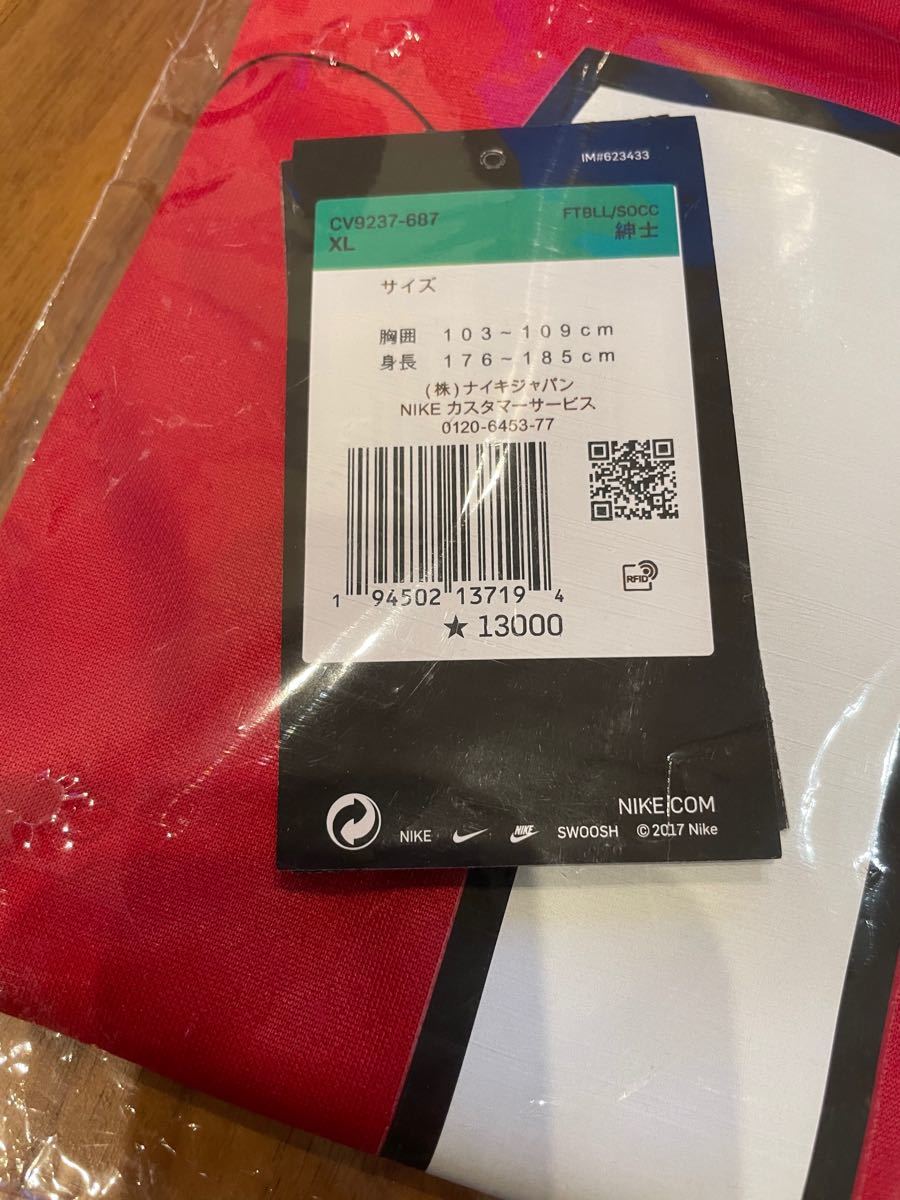 IM#623433
CV9237-687 FTBLL/SOCC
XL 紳士
サイズ
胸囲 103~109cm
身長 176~185cm
(株)ナイキジャパン
NIKE カスタマーサービス
0120-6453-77
RFID
1 94502 13719 4
★ 13000
NIKE.COM
NIKE NIKE SWOOSH © 2017 Nike